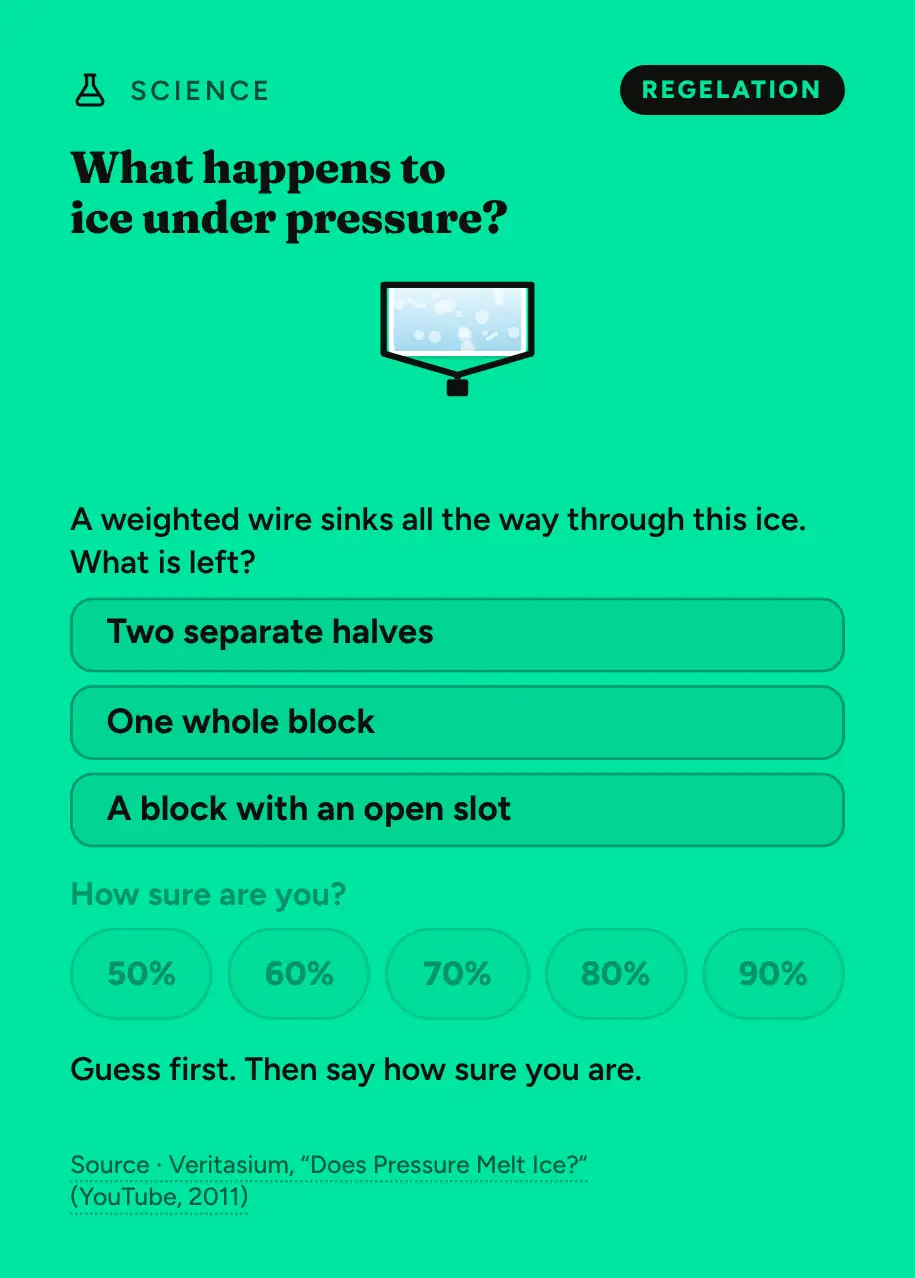 SCIENCE
REGELATION
What happens to
ice under pressure?
A weighted wire sinks all the way through this ice.
What is left?
Two separate halves
One whole block
A block with an open slot
How sure are you?
50%
60%
70%
80%
90%
Guess first. Then say how sure you are.
Source · Veritasium, “Does Pressure Melt Ice?”
(YouTube, 2011)